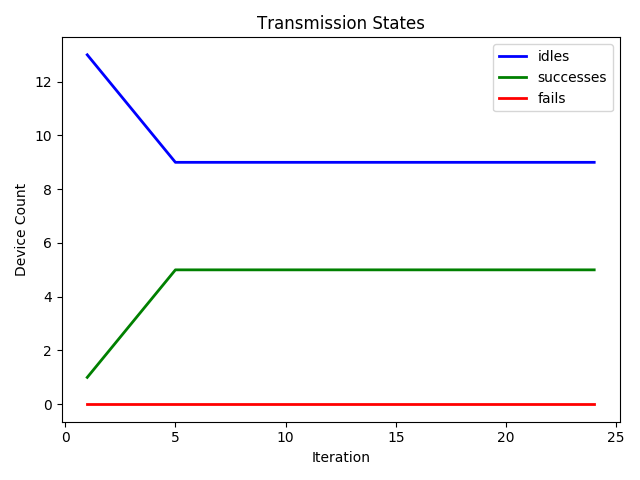 Transmission States
idles
successes
fails
Device Count
12
10
8
6
4
2
0
0 5 10 15 20 25
Iteration